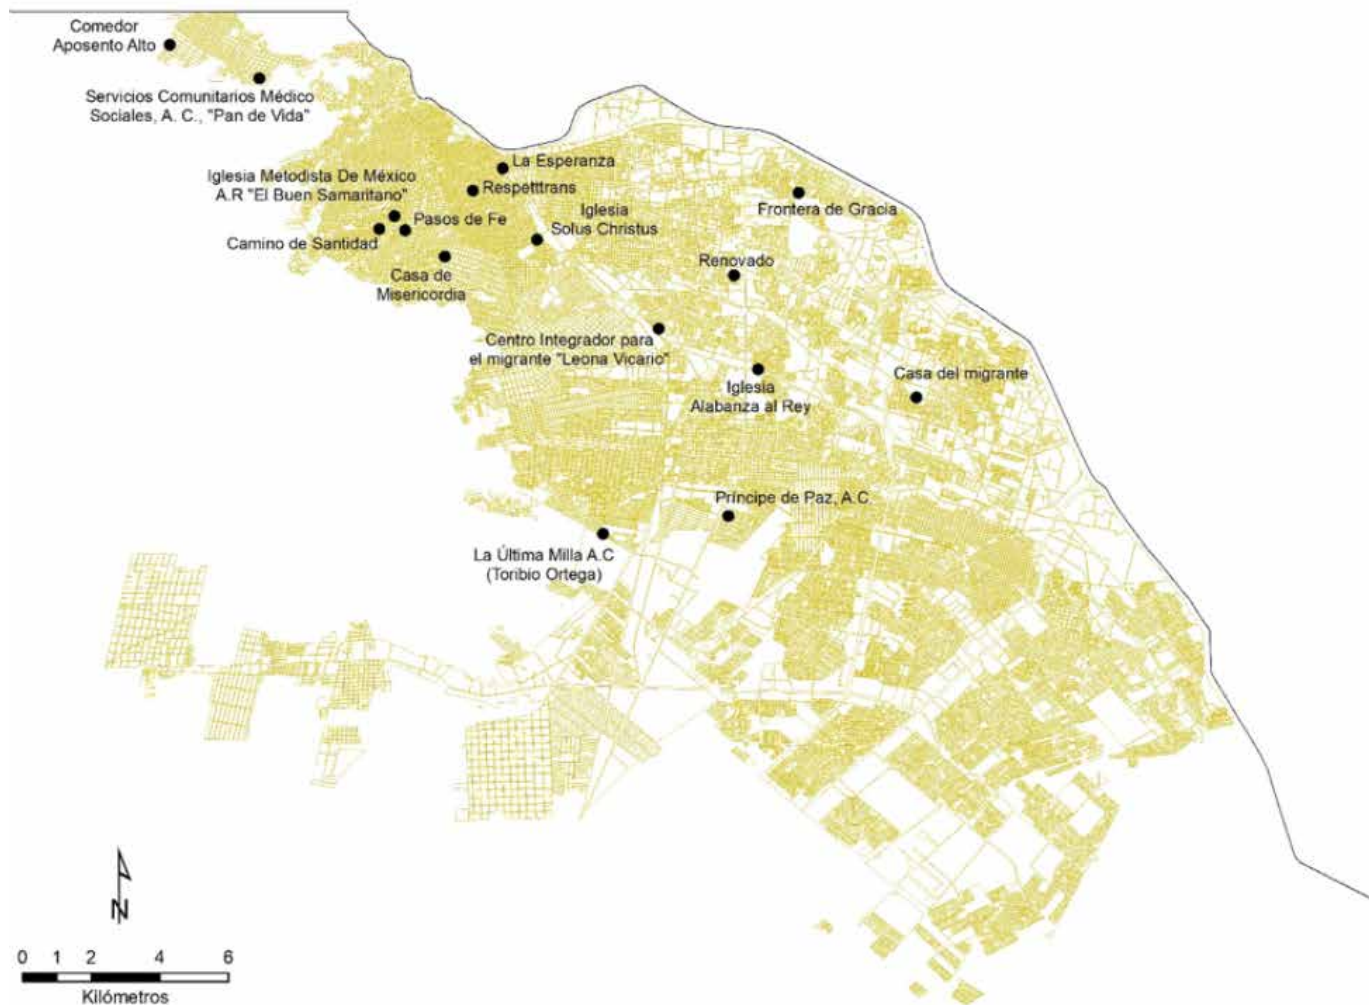 Comedor
Aposento Alto
Servicios Comunitarios Médico
Sociales, A. C., "Pan de Vida"
La Esperanza
Iglesia Metodista De México
A.R "El Buen Samaritano"
Respetttrans
Frontera de Gracia
Iglesia
Solus Christus
Pasos de Fe
Camino de Santidad
Casa de
Misericordia
Renovado
Centro Integrador para
el migrante "Leona Vicario"
Casa del migrante
Iglesia
Alabanza al Rey
Príncipe de Paz, A.C.
La Última Milla A.C
(Toribio Ortega)
N
0 1 2 4 6
Kilómetros